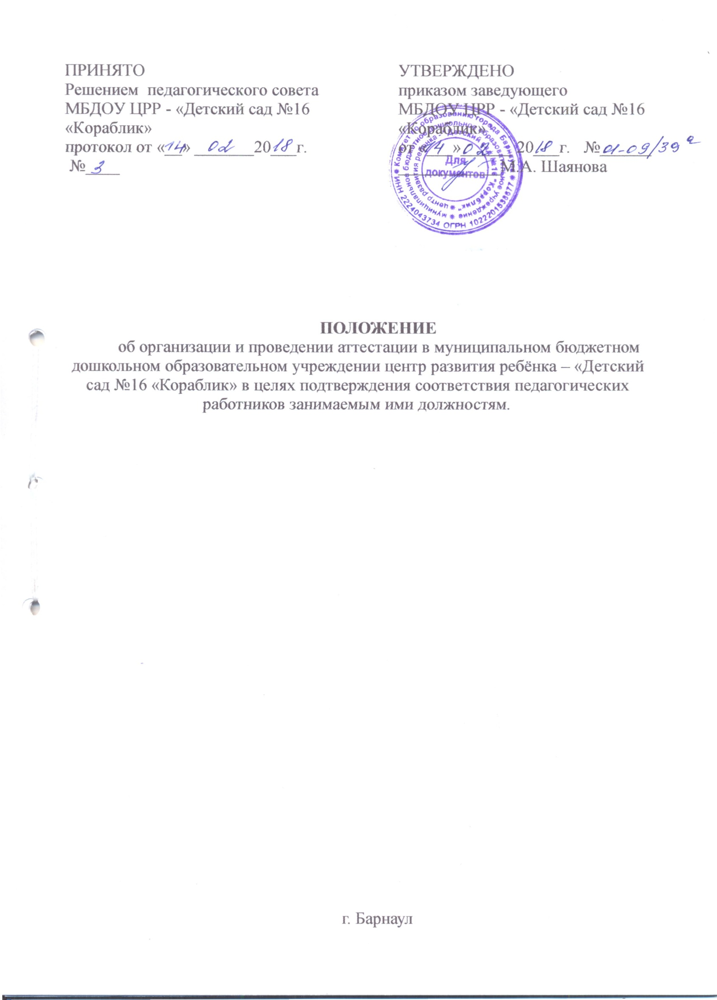 ПРИНЯТО
Решением педагогического совета
МБДОУ ЦРР - «Детский сад №16
«Кораблик»
протокол от «14» 02 2018 г.
№ 3
УТВЕРЖДЕНО
приказом заведующего
МБДОУ ЦРР - «Детский сад №16
«Кораблик»
от «14» 02 2018 г. № 01-09/39 а
М.А. Шаянова
Комитет по образованию города Барнаула
ИНН 2224043734 ОГРН 1022201538677
муниципальное бюджетное дошкольное образовательное учреждение
центр развития ребенка - "Детский сад №16 "Кораблик"
Для
документов
ПОЛОЖЕНИЕ
об организации и проведении аттестации в муниципальном бюджетном
дошкольном образовательном учреждении центр развития ребёнка – «Детский
сад №16 «Кораблик» в целях подтверждения соответствия педагогических
работников занимаемым ими должностям.
г. Барнаул